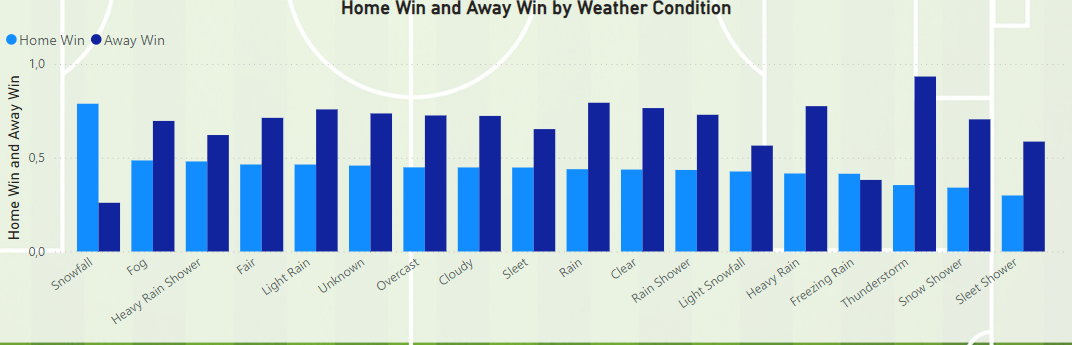 Home Win and Away Win by Weather Condition
Home Win Away Win
Home Win and Away Win
1,0
0,5
0,0
Snowfall
Fog
Heavy Rain Shower
Fair
Light Rain
Unknown
Overcast
Cloudy
Sleet
Rain
Clear
Rain Shower
Light Snowfall
Heavy Rain
Freezing Rain
Thunderstorm
Snow Shower
Sleet Shower